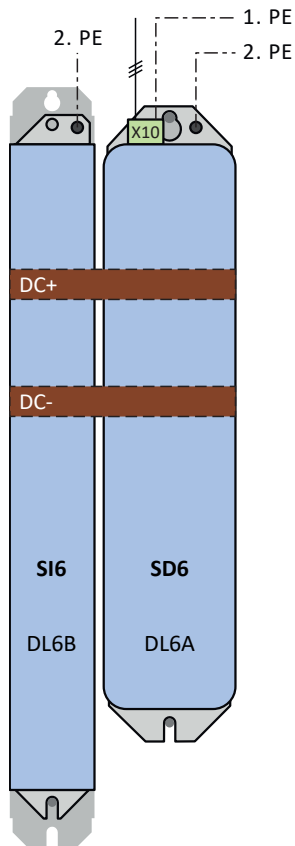 1. PE
2. PE
2. PE
X10
DC+
DC-
SI6
SD6
DL6B
DL6A